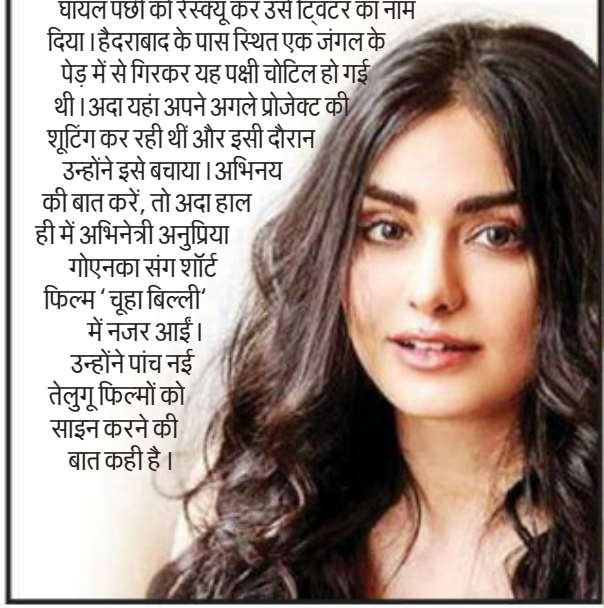 घायल पंछी को रेस्क्यू कर उसे ट्विटर का नाम
दिया । हैदराबाद के पास स्थित एक जंगल के
पेड़ में से गिरकर यह पक्षी चोटिल हो गई
थी । अदा यहां अपने अगले प्रोजेक्ट की
शूटिंग कर रही थीं और इसी दौरान
उन्होंने इसे बचाया । अभिनय
की बात करें, तो अदा हाल
ही में अभिनेत्री अनुप्रिया
गोएनका संग शॉर्ट
फिल्म ‘ चूहा बिल्ली‘
में नजर आईं ।
उन्होंने पांच नई
तेलुगू फिल्मों को
साइन करने की
बात कही है ।